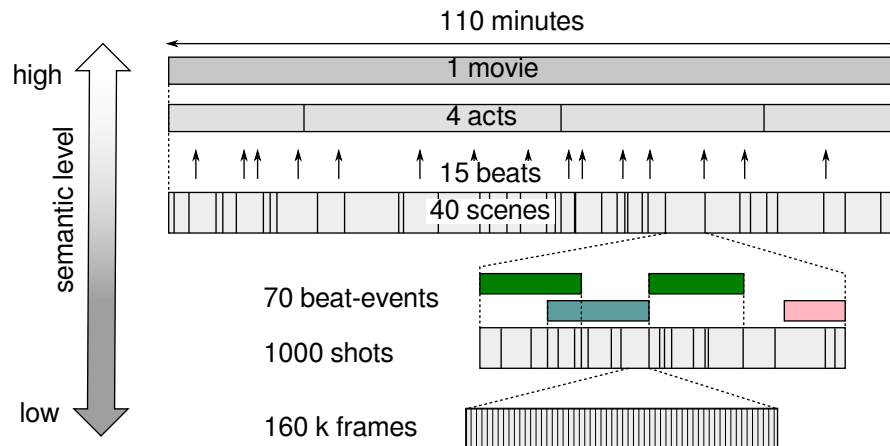 110 minutes
high
1 movie
4 acts
semantic level
15 beats
40 scenes
70 beat-events
1000 shots
low
160 k frames